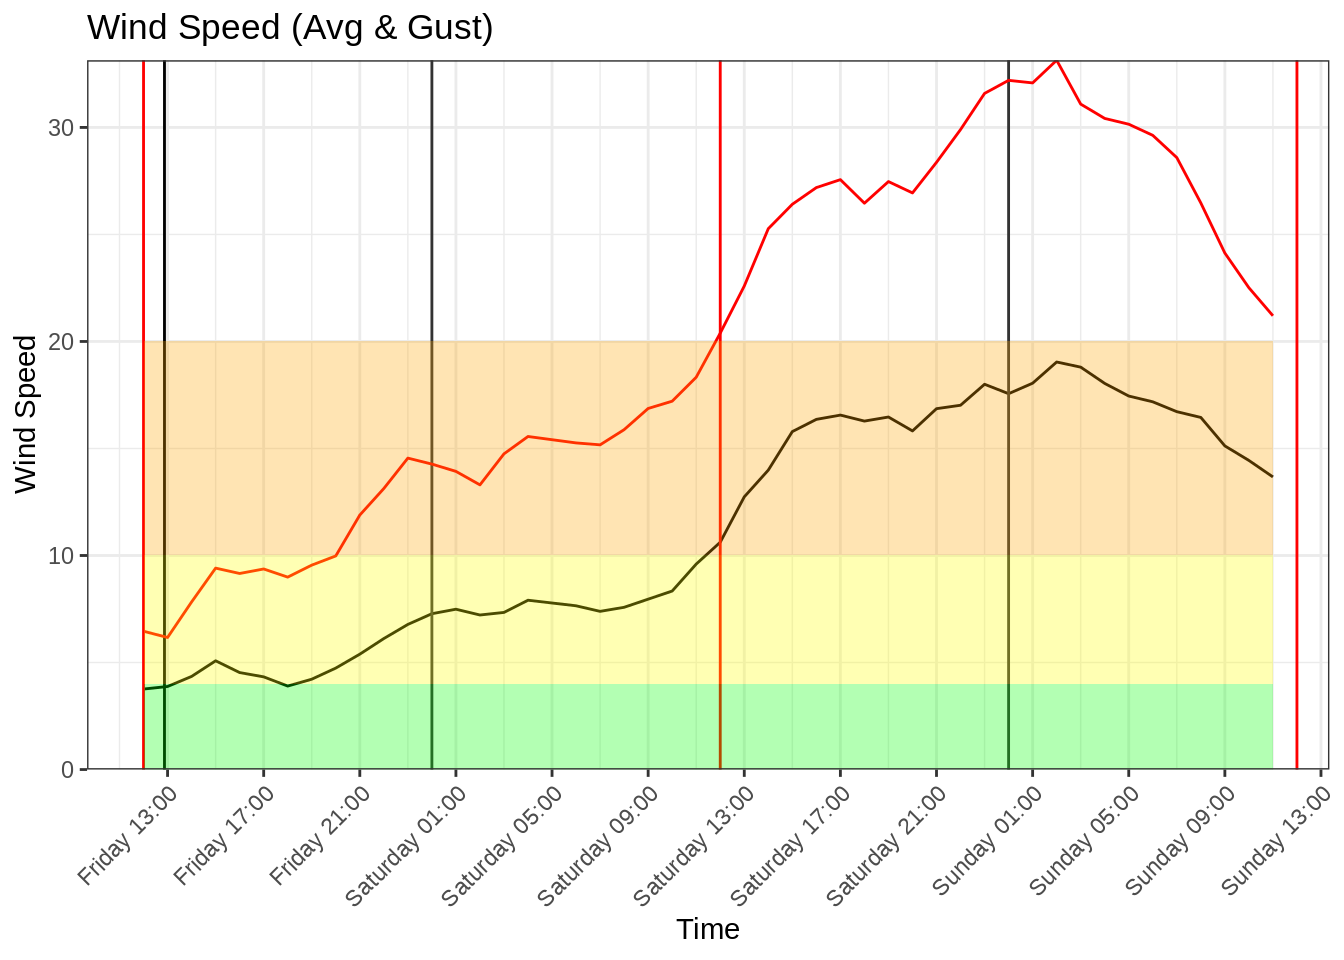 Wind Speed (Avg & Gust)
Wind Speed
30
20
10
0
Friday 13:00
Friday 17:00
Friday 21:00
Saturday 01:00
Saturday 05:00
Saturday 09:00
Saturday 13:00
Saturday 17:00
Saturday 21:00
Sunday 01:00
Sunday 05:00
Sunday 09:00
Sunday 13:00
Time